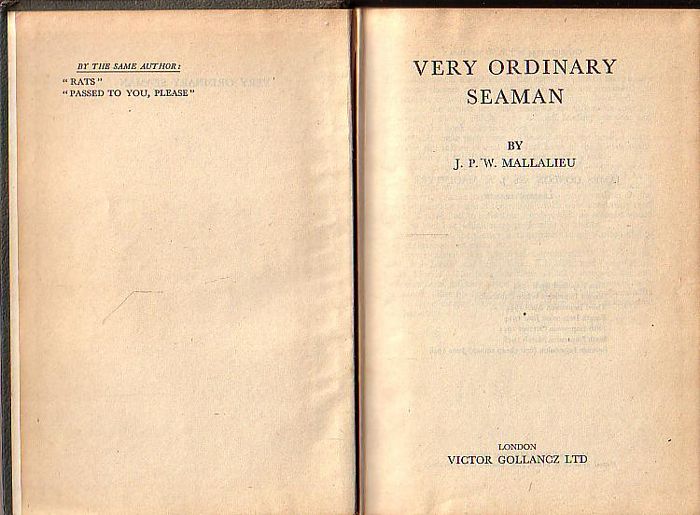 BY THE SAME AUTHOR:
"RATS"
"PASSED TO YOU, PLEASE"
VERY ORDINARY
SEAMAN
BY
J. P. W. MALLALIEU
LONDON
VICTOR GOLLANCZ LTD